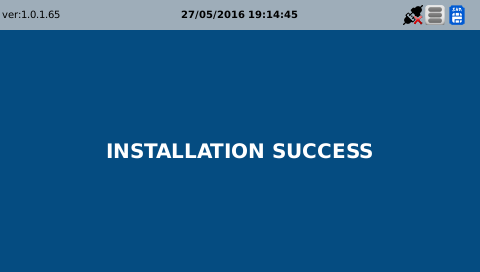 ver:1.0.1.65 27/05/2016 19:14:45
INSTALLATION SUCCESS